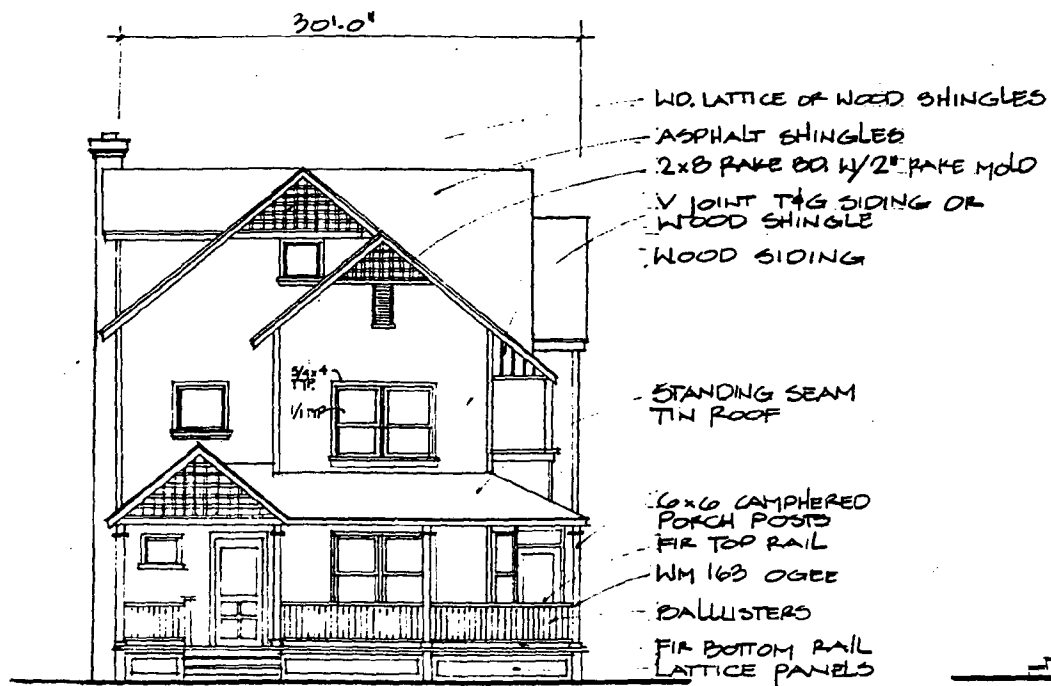 30'-0"
WD. LATTICE OR WOOD SHINGLES
ASPHALT SHINGLES
2x8 RAKE BD. W/2" RAKE MOLD
V JOINT T&G SIDING OR
WOOD SHINGLE
WOOD SIDING
5/4x4
TYP.
1/1 TYP
STANDING SEAM
TIN ROOF
6x6 CAMPHERED
PORCH POSTS
FIR TOP RAIL
WM 163 OGEE
BALLUSTERS
FIR BOTTOM RAIL
LATTICE PANELS